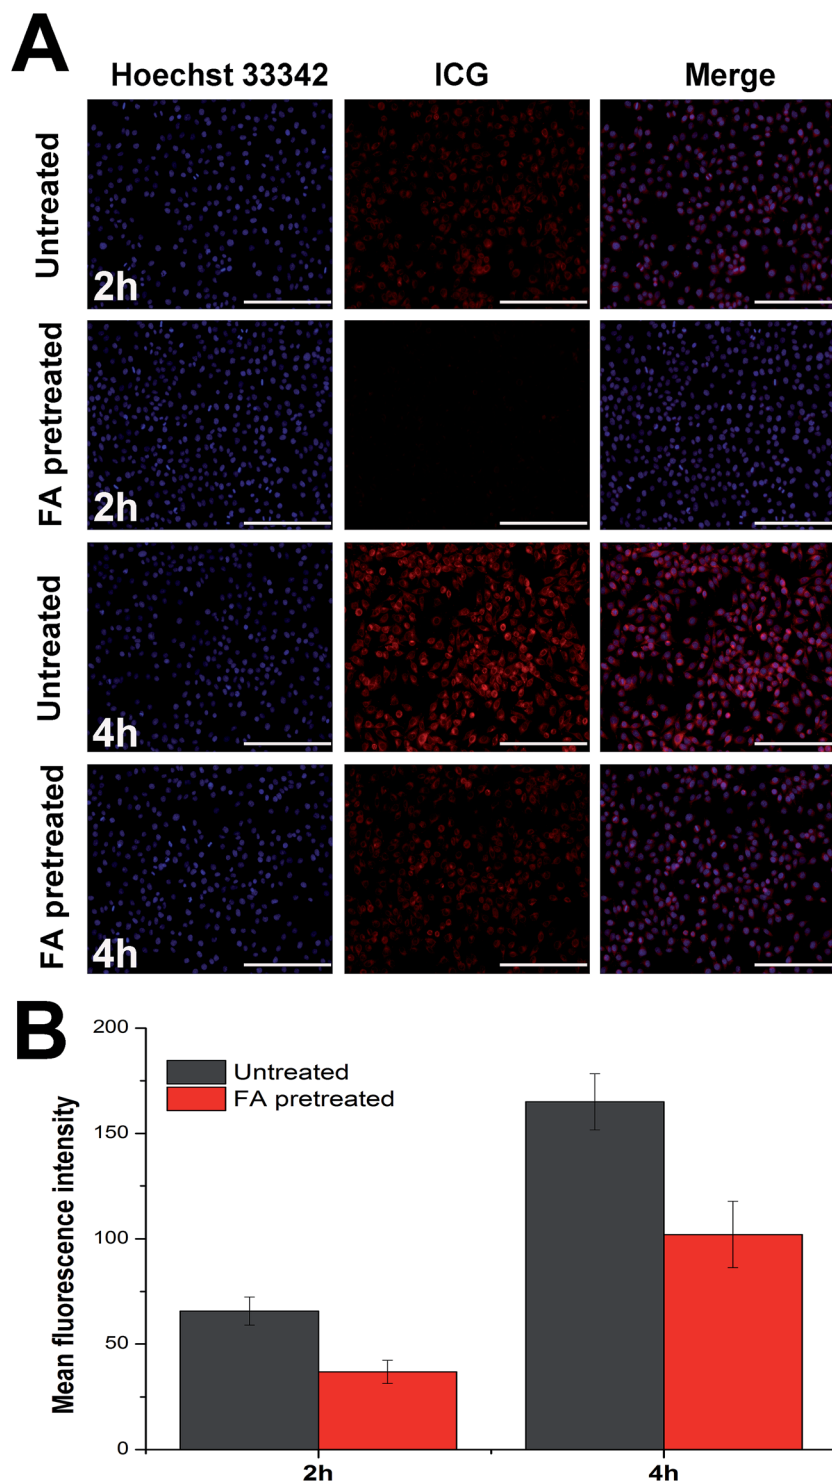 A
Hoechst 33342 ICG Merge
Untreated
2h
FA pretreated
2h
Untreated
4h
FA pretreated
4h
B
Mean fluorescence intensity
200
150
100
50
0
Untreated
FA pretreated
2h 4h